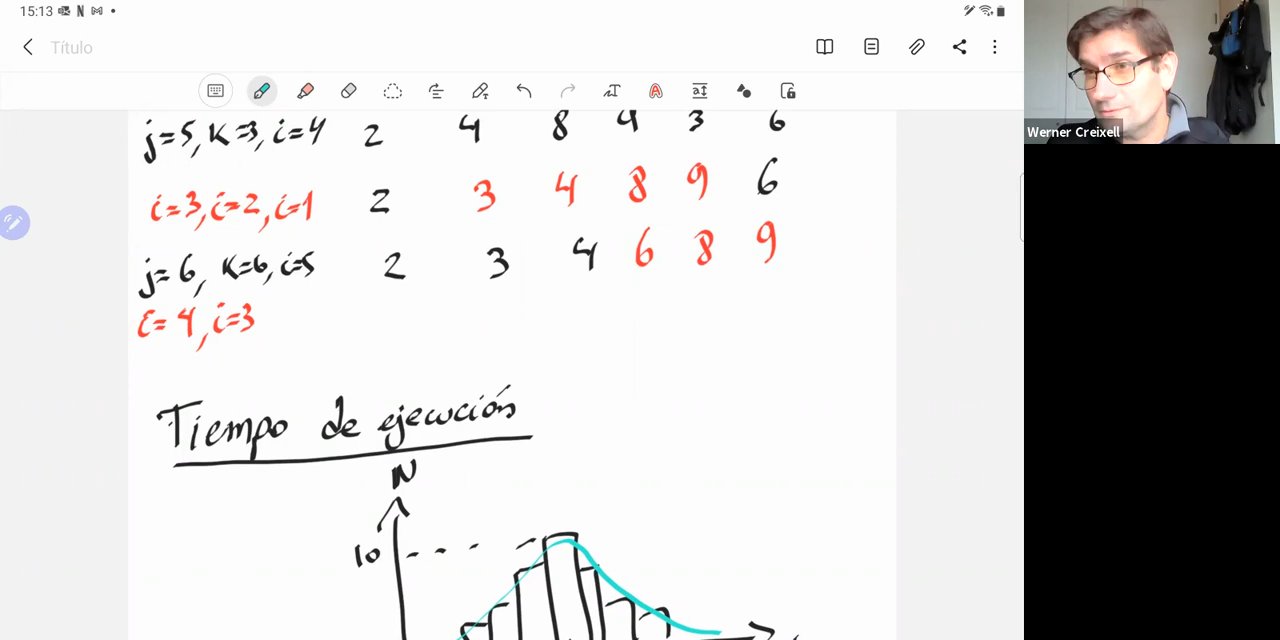 15:13
Título
Werner Creixell
j=5, k=3, i=4 2 4 8 9 3 6
i=3, i=2, i=1 2 3 4 8 9 6
j=6, k=6, i=5 2 3 4 6 8 9
i=4, i=3
Tiempo de ejecución
N
10